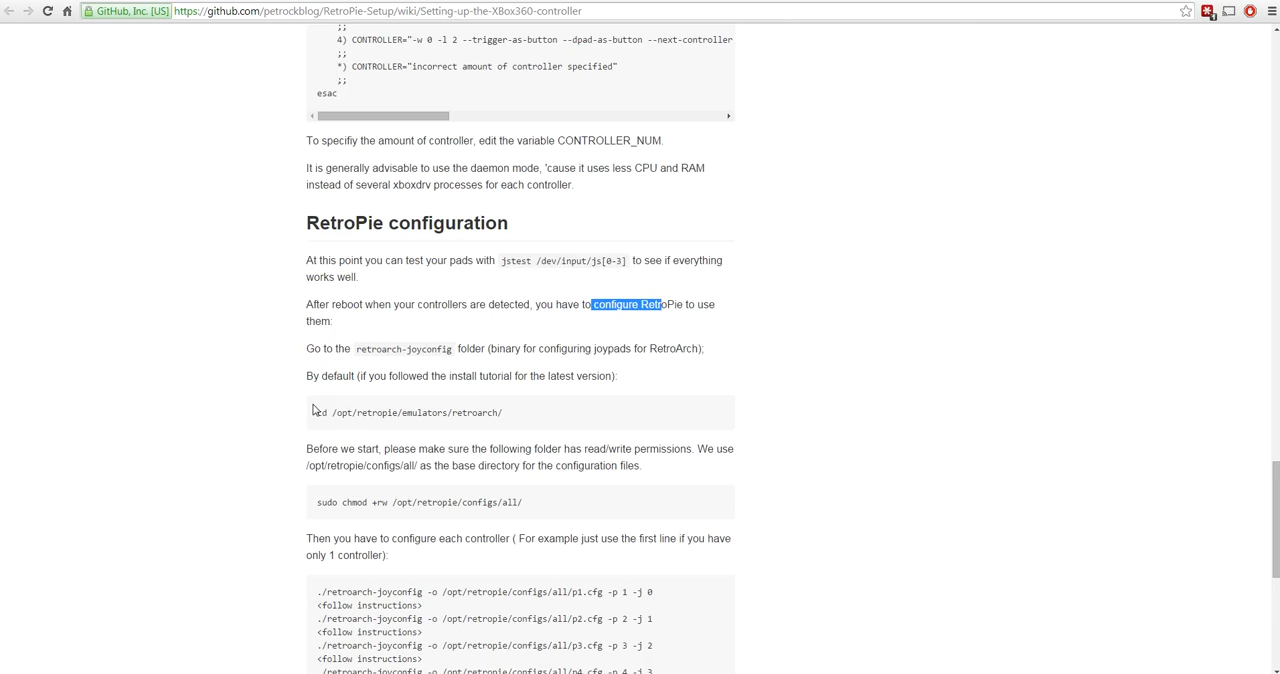 GitHub, Inc. [US]
https://github.com/petrockblog/RetroPie-Setup/wiki/Setting-up-the-XBox360-controller
;;
4) CONTROLLER="-w 0 -l 2 --trigger-as-button --dpad-as-button --next-controller
;;
*) CONTROLLER="incorrect amount of controller specified"
;;
esac
To specifiy the amount of controller, edit the variable CONTROLLER_NUM.
It is generally advisable to use the daemon mode, 'cause it uses less CPU and RAM
instead of several xboxdrv processes for each controller.
RetroPie configuration
At this point you can test your pads with jstest /dev/input/js[0-3] to see if everything
works well.
After reboot when your controllers are detected, you have to configure RetroPie to use
them:
Go to the retroarch-joyconfig folder (binary for configuring joypads for RetroArch);
By default (if you followed the install tutorial for the latest version):
cd /opt/retropie/emulators/retroarch/
Before we start, please make sure the following folder has read/write permissions. We use
/opt/retropie/configs/all/ as the base directory for the configuration files.
sudo chmod +rw /opt/retropie/configs/all/
Then you have to configure each controller ( For example just use the first line if you have
only 1 controller):
./retroarch-joyconfig -o /opt/retropie/configs/all/p1.cfg -p 1 -j 0
<follow instructions>
./retroarch-joyconfig -o /opt/retropie/configs/all/p2.cfg -p 2 -j 1
<follow instructions>
./retroarch-joyconfig -o /opt/retropie/configs/all/p3.cfg -p 3 -j 2
<follow instructions>
./retroarch-joyconfig -o /opt/retropie/configs/all/p4.cfg -p 4 -j 3